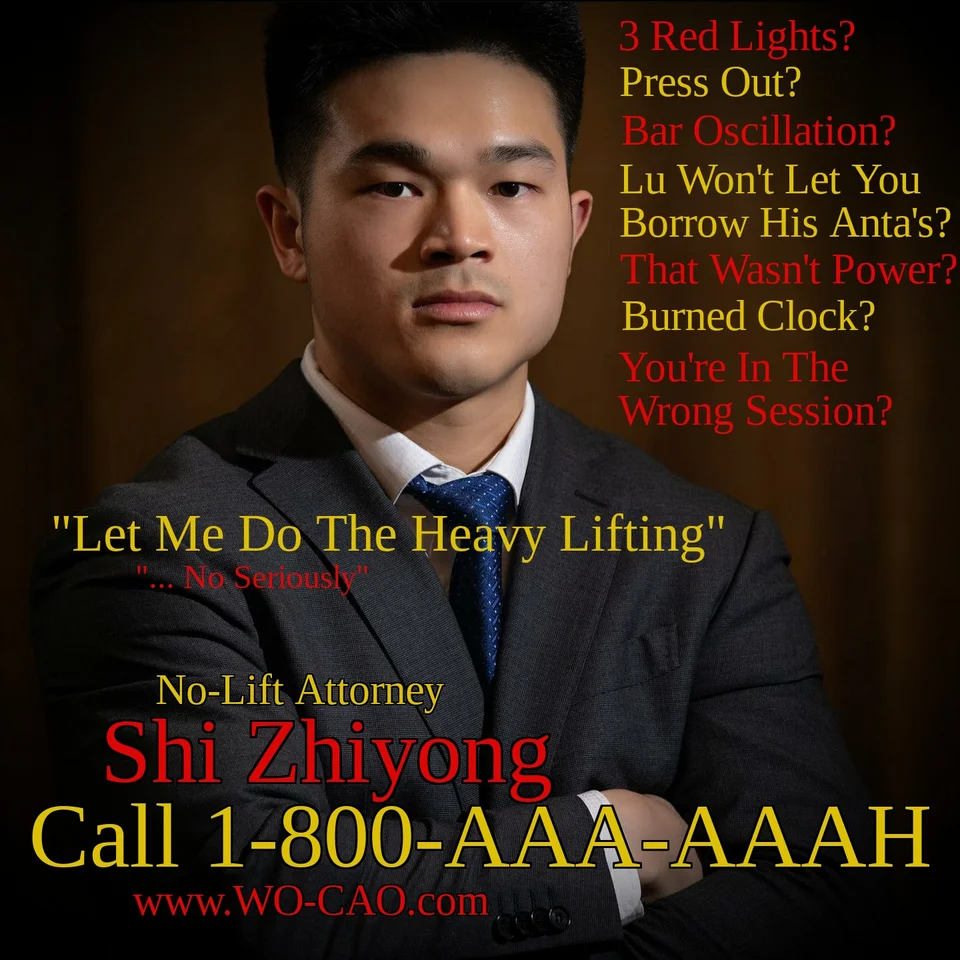 3 Red Lights?
Press Out?
Bar Oscillation?
Lu Won't Let You
Borrow His Anta's?
That Wasn't Power?
Burned Clock?
You're In The
Wrong Session?
"Let Me Do The Heavy Lifting"
"... No Seriously"
No-Lift Attorney
Shi Zhiyong
Call 1-800-AAA-AAAH
www.WO-CAO.com